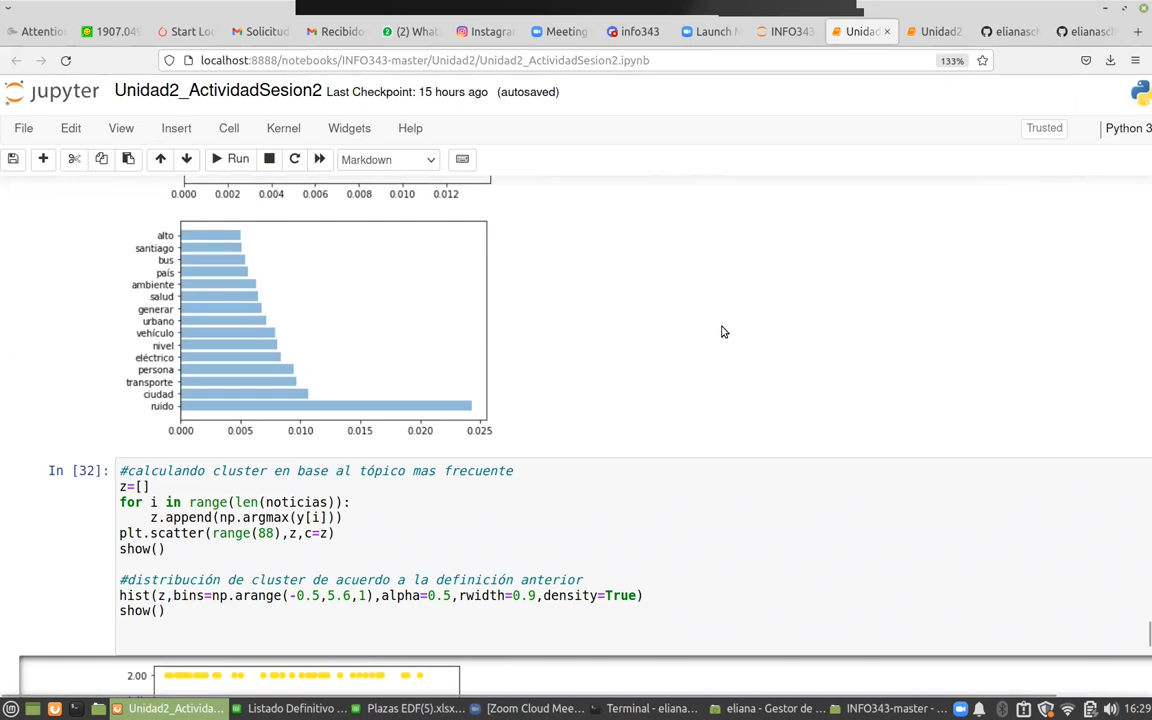 Attentio
1907.049
Start Loc
Solicitud
Recibido
(2) What
Instagra
Meeting
info343
Launch M
INFO343
Unidad
Unidad2
elianasc
elianasc
localhost:8888/notebooks/INFO343-master/Unidad2/Unidad2_ActividadSesion2.ipynb
133%
jupyter Unidad2_ActividadSesion2 Last Checkpoint: 15 hours ago (autosaved)
File Edit View Insert Cell Kernel Widgets Help
Trusted
Python 3
Run
Markdown
0.000 0.002 0.004 0.006 0.008 0.010 0.012
alto
santiago
bus
país
ambiente
salud
generar
urbano
vehículo
nivel
eléctrico
persona
transporte
ciudad
ruido
0.000 0.005 0.010 0.015 0.020 0.025
In [32]:
#calculando cluster en base al tópico mas frecuente
z=[]
for i in range(len(noticias)):
    z.append(np.argmax(y[i]))
plt.scatter(range(88),z,c=z)
show()
#distribución de cluster de acuerdo a la definición anterior
hist(z,bins=np.arange(-0.5,5.6,1),alpha=0.5,rwidth=0.9,density=True)
show()
2.00
Unidad2_Activida...
Listado Definitivo ...
Plazas EDF(5).xlsx...
[Zoom Cloud Mee...
Terminal - eliana...
eliana - Gestor de ...
INFO343-master - ...
16:29